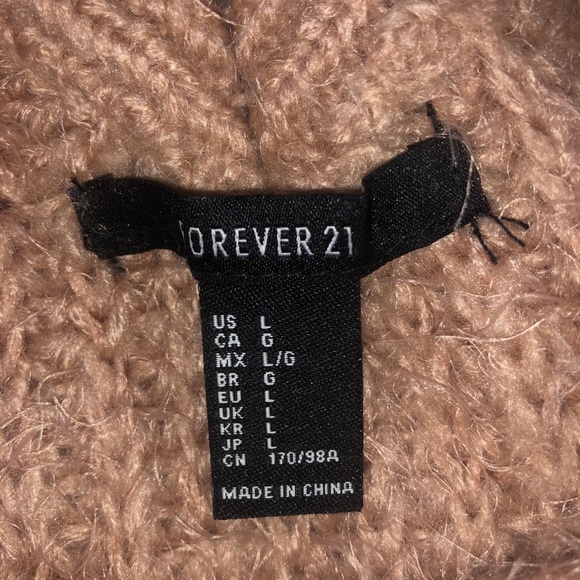 FOREVER 21
US L
CA G
MX L/G
BR G
EU L
UK L
KR L
JP L
CN 170/98A
MADE IN CHINA